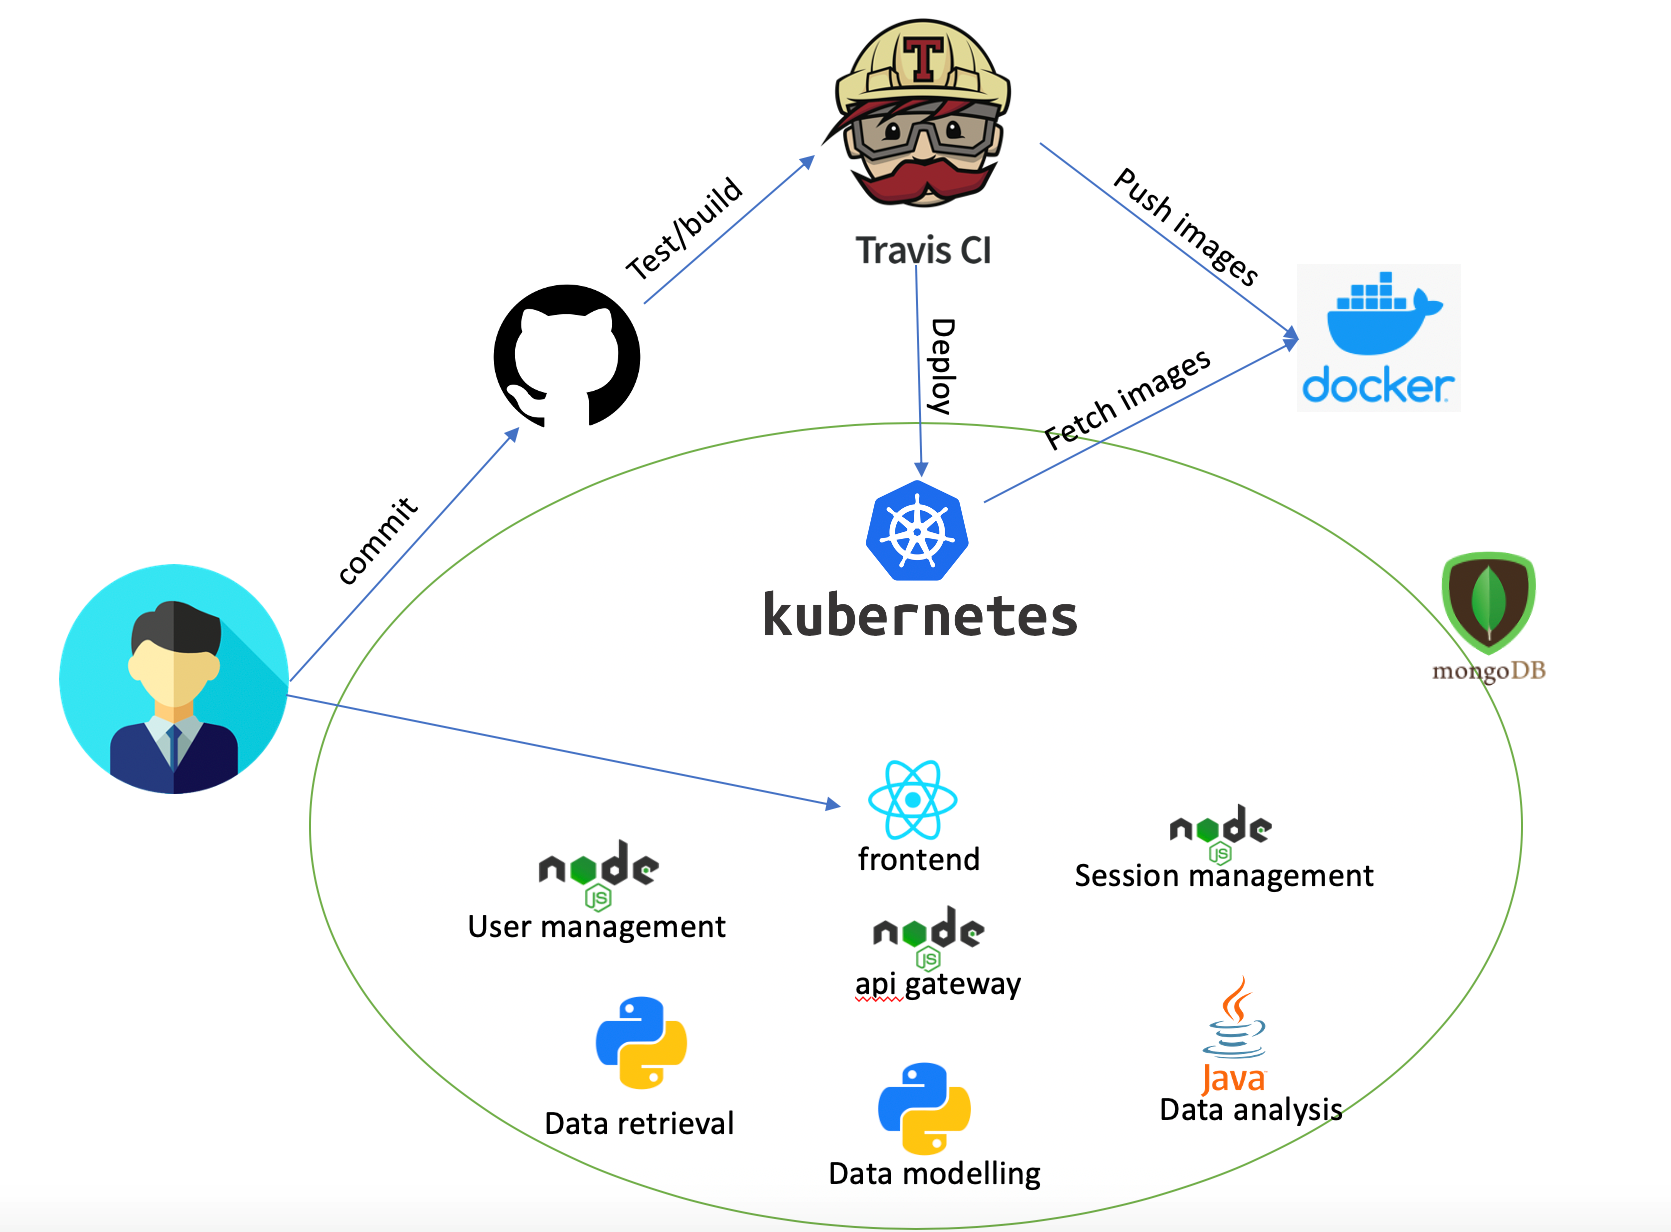 T
Travis CI
Test/build
Push images
docker
Deploy
Fetch images
commit
kubernetes
mongoDB
frontend
node
JS
Session management
node
JS
User management
node
JS
api gateway
Java
Data analysis
Data retrieval
Data modelling